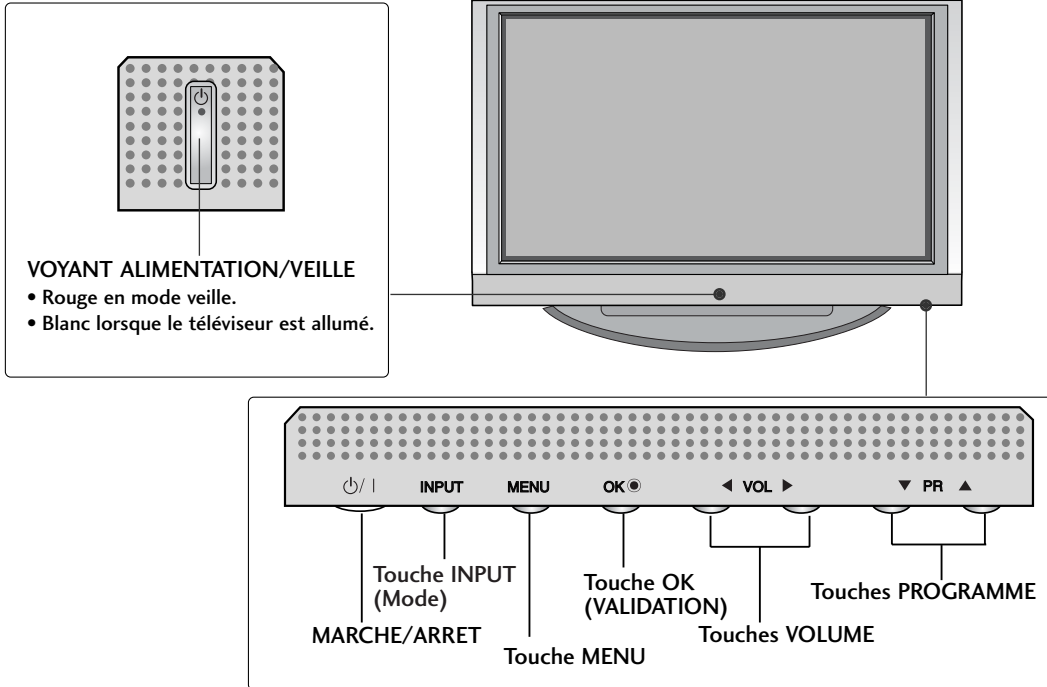 VOYANT ALIMENTATION/VEILLE
• Rouge en mode veille.
• Blanc lorsque le téléviseur est allumé.
/ I INPUT MENU OK VOL PR
Touche INPUT
(Mode)
MARCHE/ARRET
Touche MENU
Touche OK
(VALIDATION)
Touches VOLUME
Touches PROGRAMME